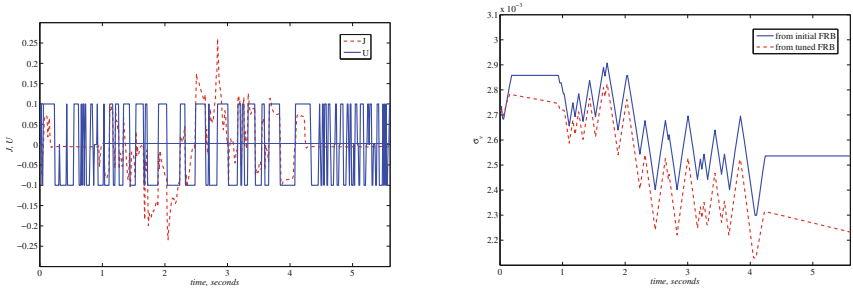 J
U
0.25
0.2
0.15
0.1
0.05
0
−0.05
−0.1
−0.15
−0.2
−0.25
J, U
0 1 2 3 4 5
time, seconds
x 10⁻³
from initial FRB
from tuned FRB
3.1
3
2.9
2.8
2.7
2.6
2.5
2.4
2.3
2.2
σᵥ
0 1 2 3 4 5
time, seconds